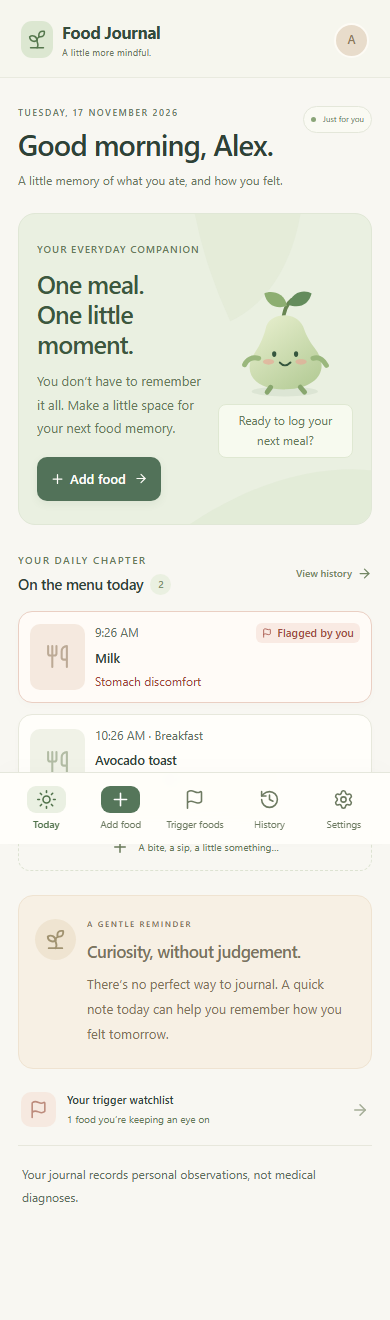 Food Journal
A little more mindful.
A
TUESDAY, 17 NOVEMBER 2026
Just for you
Good morning, Alex.
A little memory of what you ate, and how you felt.
YOUR EVERYDAY COMPANION
One meal.
One little
moment.
You don't have to remember
it all. Make a little space for
your next food memory.
Add food
Ready to log your
next meal?
YOUR DAILY CHAPTER
On the menu today 2
View history
9:26 AM
Flagged by you
Milk
Stomach discomfort
10:26 AM · Breakfast
Avocado toast
Today
Add food
Trigger foods
History
Settings
A bite, a sip, a little something...
A GENTLE REMINDER
Curiosity, without judgement.
There's no perfect way to journal. A quick
note today can help you remember how you
felt tomorrow.
Your trigger watchlist
1 food you're keeping an eye on
Your journal records personal observations, not medical
diagnoses.